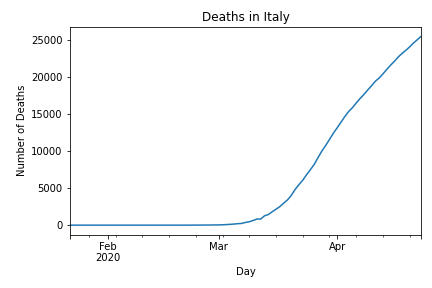 Deaths in Italy
Number of Deaths
25000
20000
15000
10000
5000
0
Feb
2020
Mar
Apr
Day